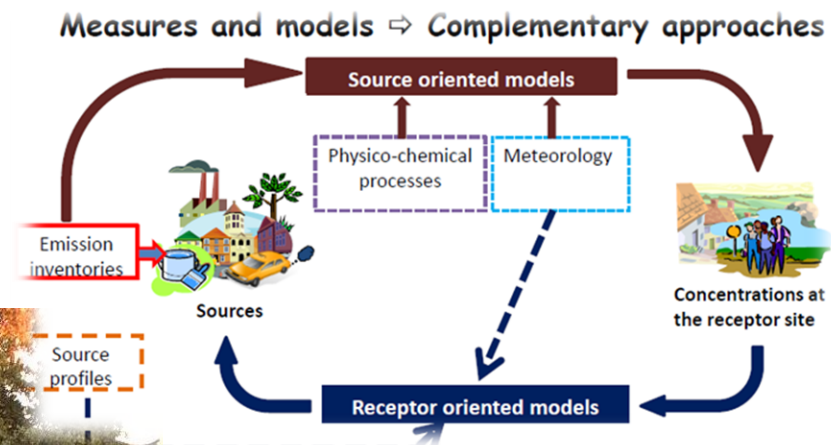 Measures and models ⇨ Complementary approaches
Source oriented models
Physico-chemical
processes
Meteorology
Emission
inventories
Sources
Concentrations at
the receptor site
Source
profiles
Receptor oriented models